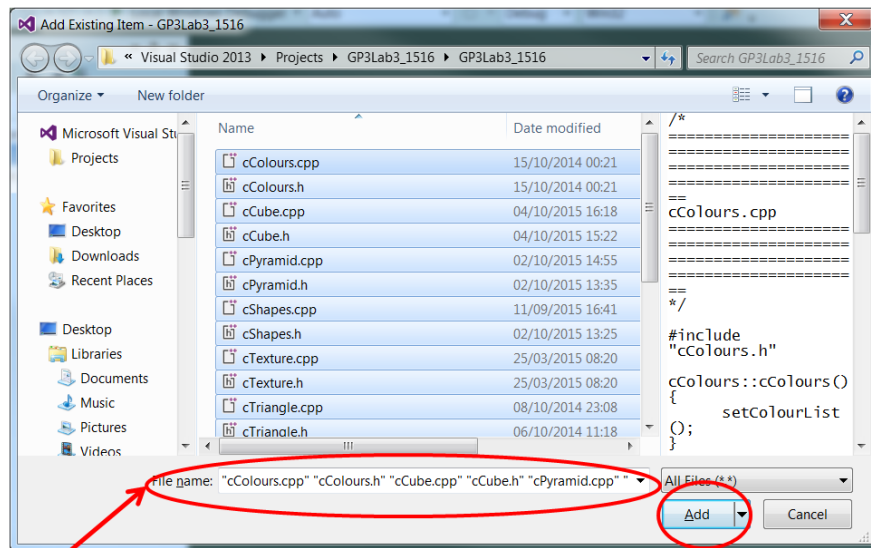 Add Existing Item - GP3Lab3_1516
« Visual Studio 2013 ▸ Projects ▸ GP3Lab3_1516 ▸ GP3Lab3_1516
Search GP3Lab3_1516
Organize
New folder
Microsoft Visual Stu
Projects
Favorites
Desktop
Downloads
Recent Places
Desktop
Libraries
Documents
Music
Pictures
Videos
Name Date modified
cColours.cpp 15/10/2014 00:21
cColours.h 15/10/2014 00:21
cCube.cpp 04/10/2015 16:18
cCube.h 04/10/2015 15:22
cPyramid.cpp 02/10/2015 14:55
cPyramid.h 02/10/2015 13:35
cShapes.cpp 11/09/2015 16:41
cShapes.h 02/10/2015 13:25
cTexture.cpp 25/03/2015 08:20
cTexture.h 25/03/2015 08:20
cTriangle.cpp 08/10/2014 23:08
cTriangle.h 06/10/2014 11:18
/*
====================
====================
====================
====================
==
cColours.cpp
====================
====================
====================
====================
==
*/
#include
"cColours.h"
cColours::cColours()
{
setColourList
();
}
File name: "cColours.cpp" "cColours.h" "cCube.cpp" "cCube.h" "cPyramid.cpp" "
All Files (*.*)
Add
Cancel